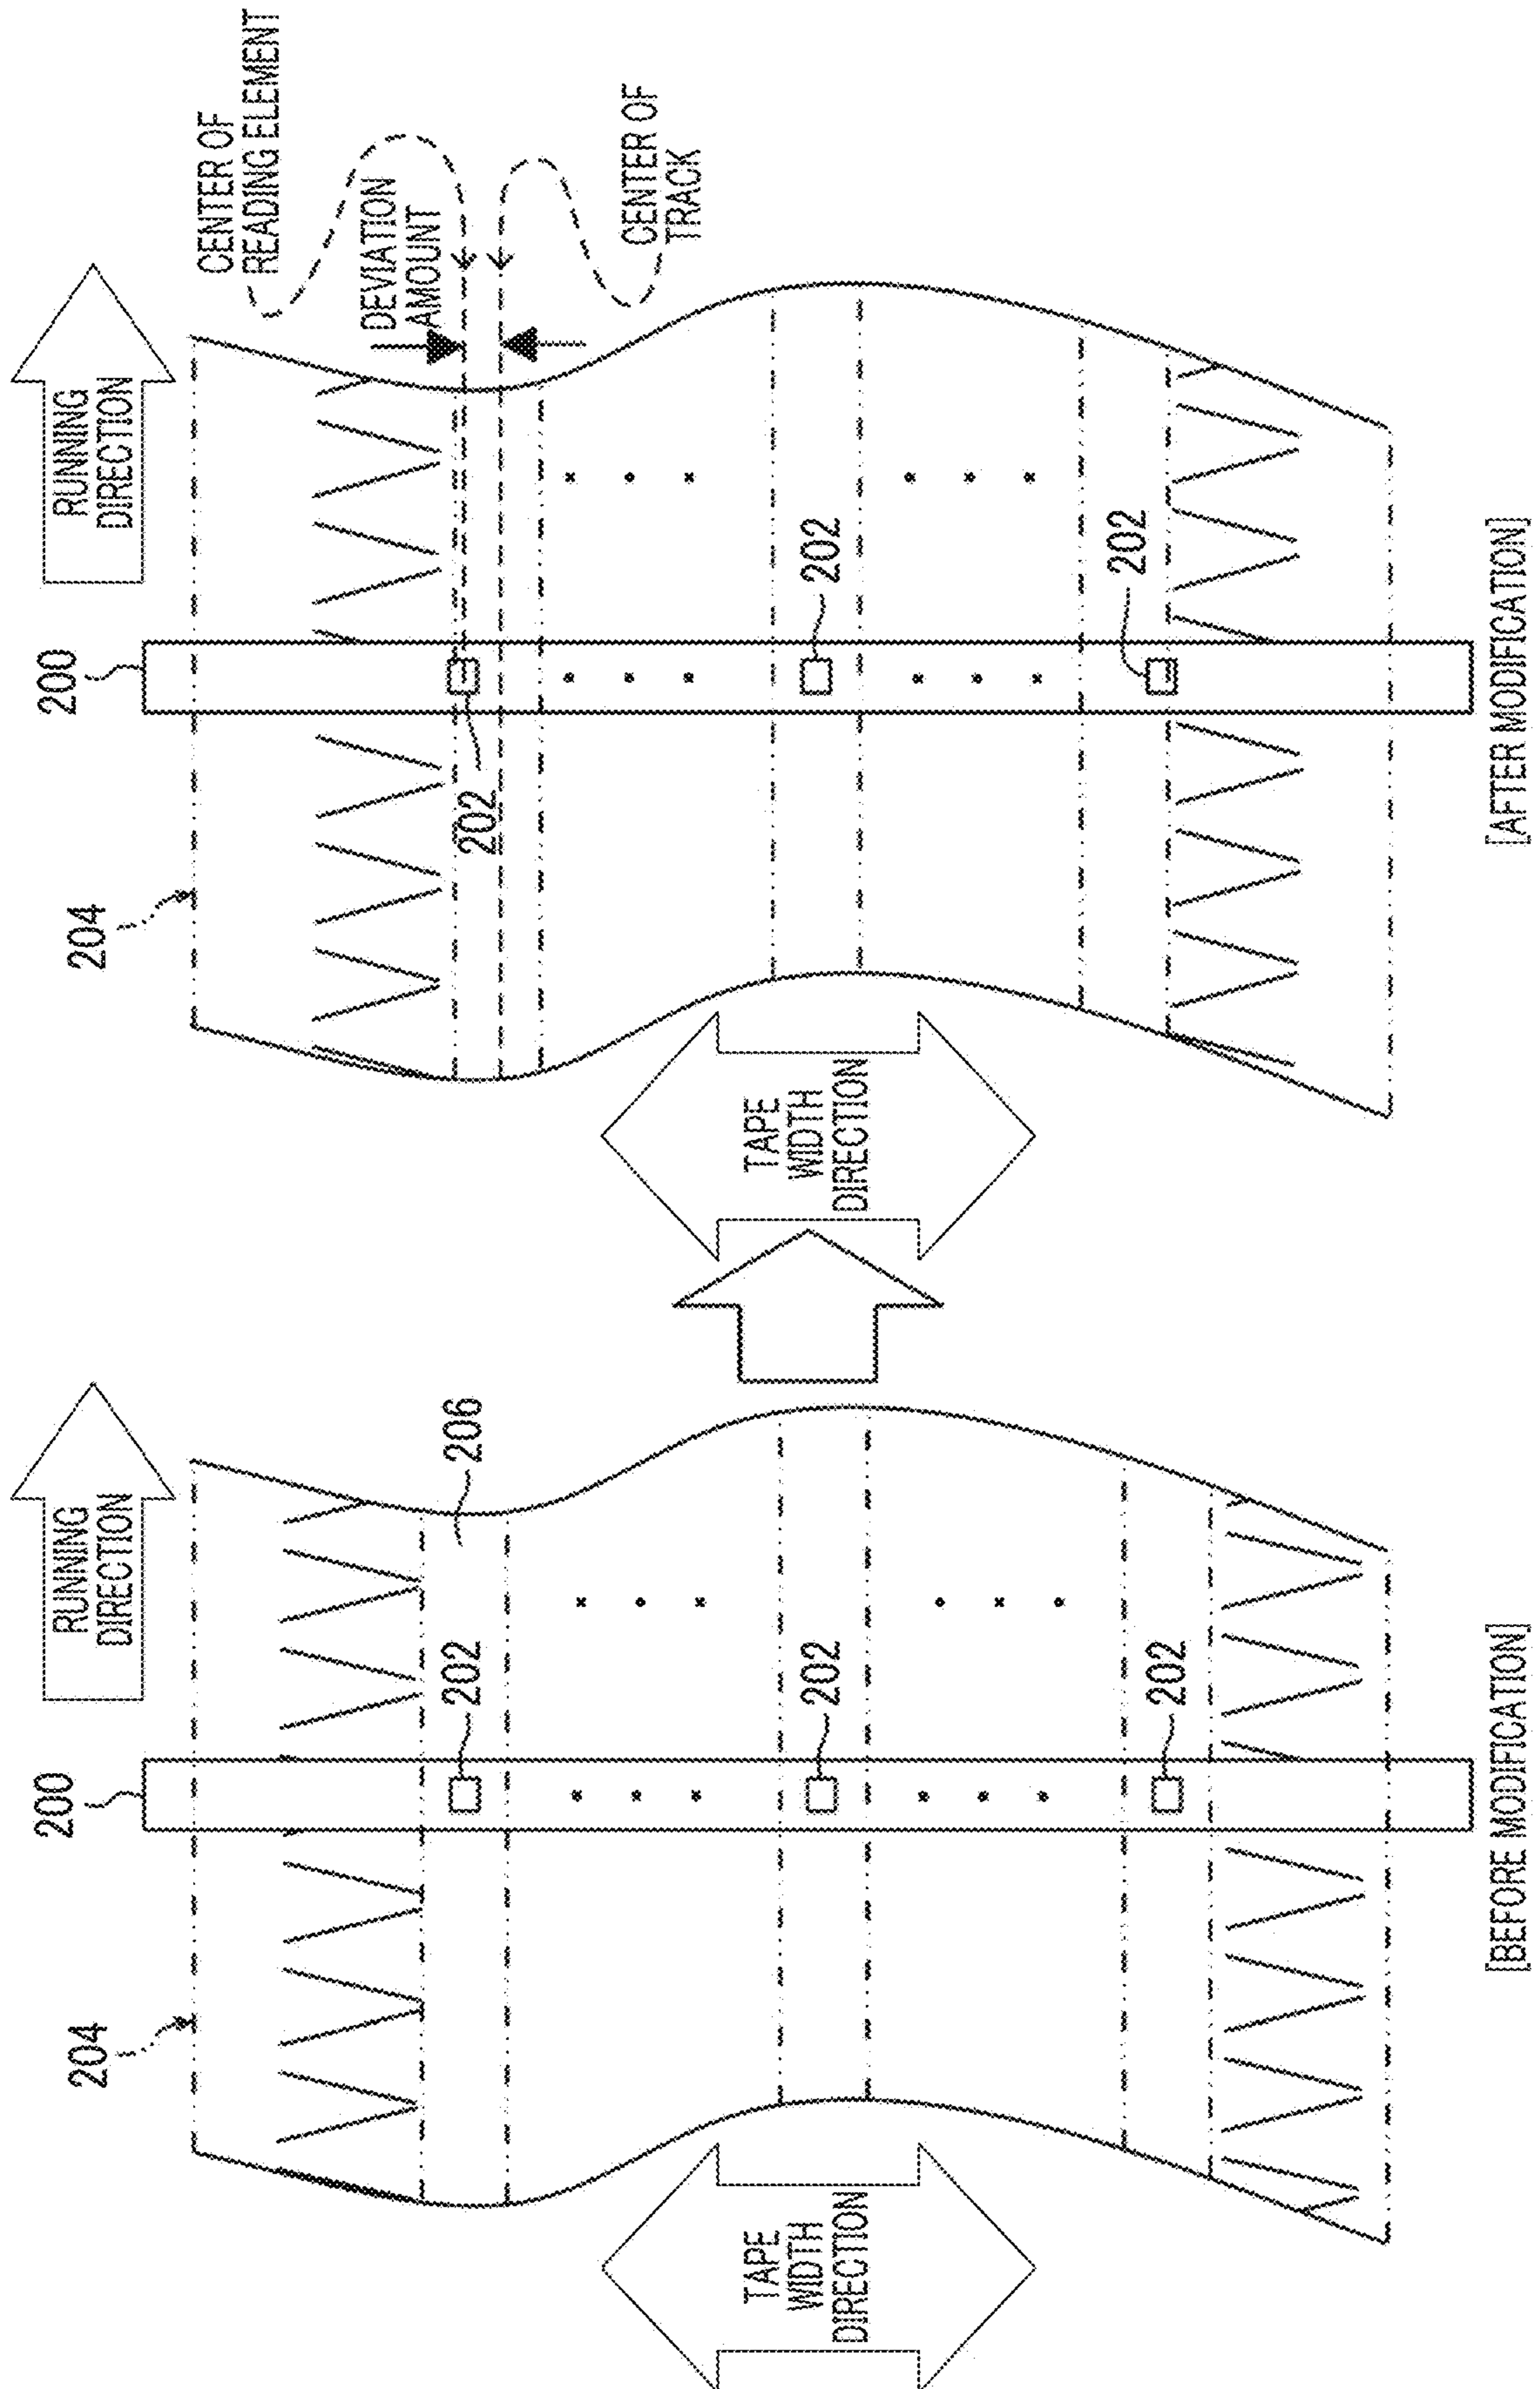 200
RUNNING
DIRECTION
204
206
202
202
202
TAPE
WIDTH
DIRECTION
[BEFORE MODIFICATION]
200
RUNNING
DIRECTION
204
CENTER OF
READING ELEMENT
DEVIATION
AMOUNT
CENTER OF
TRACK
202
202
202
TAPE
WIDTH
DIRECTION
[AFTER MODIFICATION]